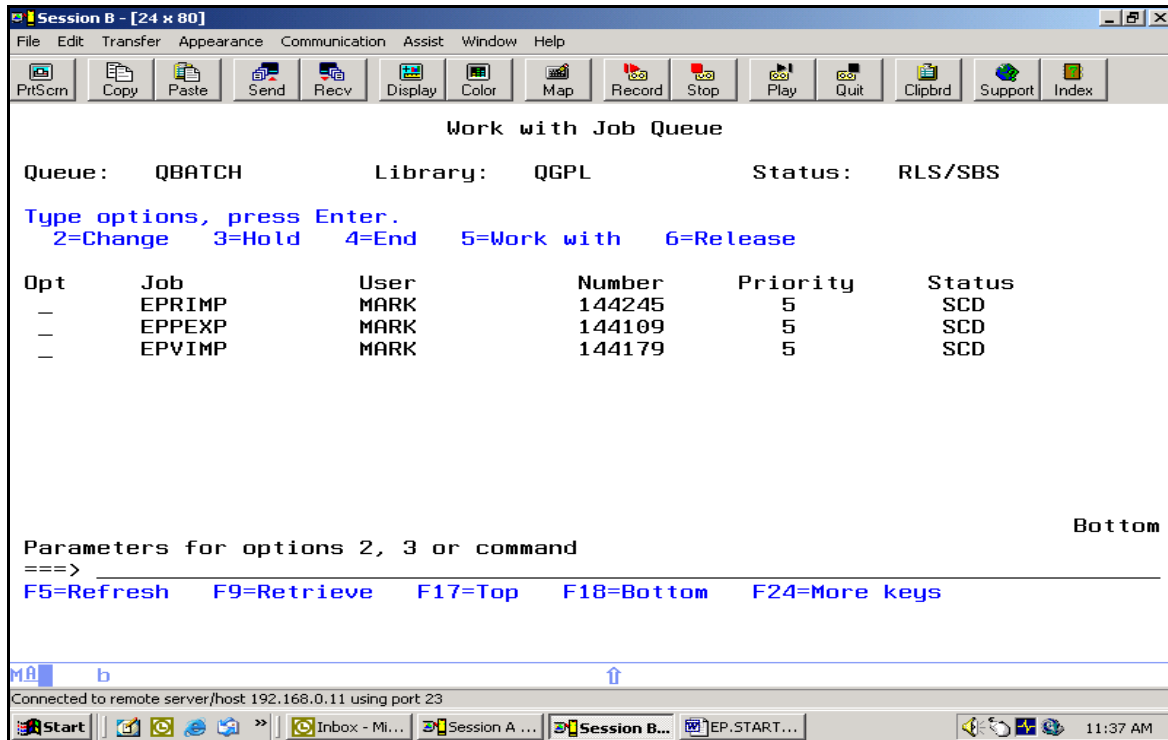 Session B - [24 x 80]
File Edit Transfer Appearance Communication Assist Window Help
PrtScrn Copy Paste Send Recv Display Color Map Record Stop Play Quit Clipbrd Support Index
Work with Job Queue
Queue: QBATCH Library: QGPL Status: RLS/SBS
Type options, press Enter.
2=Change 3=Hold 4=End 5=Work with 6=Release
Opt Job User Number Priority Status
_ EPRIMP MARK 144245 5 SCD
_ EPPEXP MARK 144109 5 SCD
_ EPVIMP MARK 144179 5 SCD
Bottom
Parameters for options 2, 3 or command
===>
F5=Refresh F9=Retrieve F17=Top F18=Bottom F24=More keys
MA b
Connected to remote server/host 192.168.0.11 using port 23
Start » Inbox - Mi... Session A ... Session B... EP.START... 11:37 AM